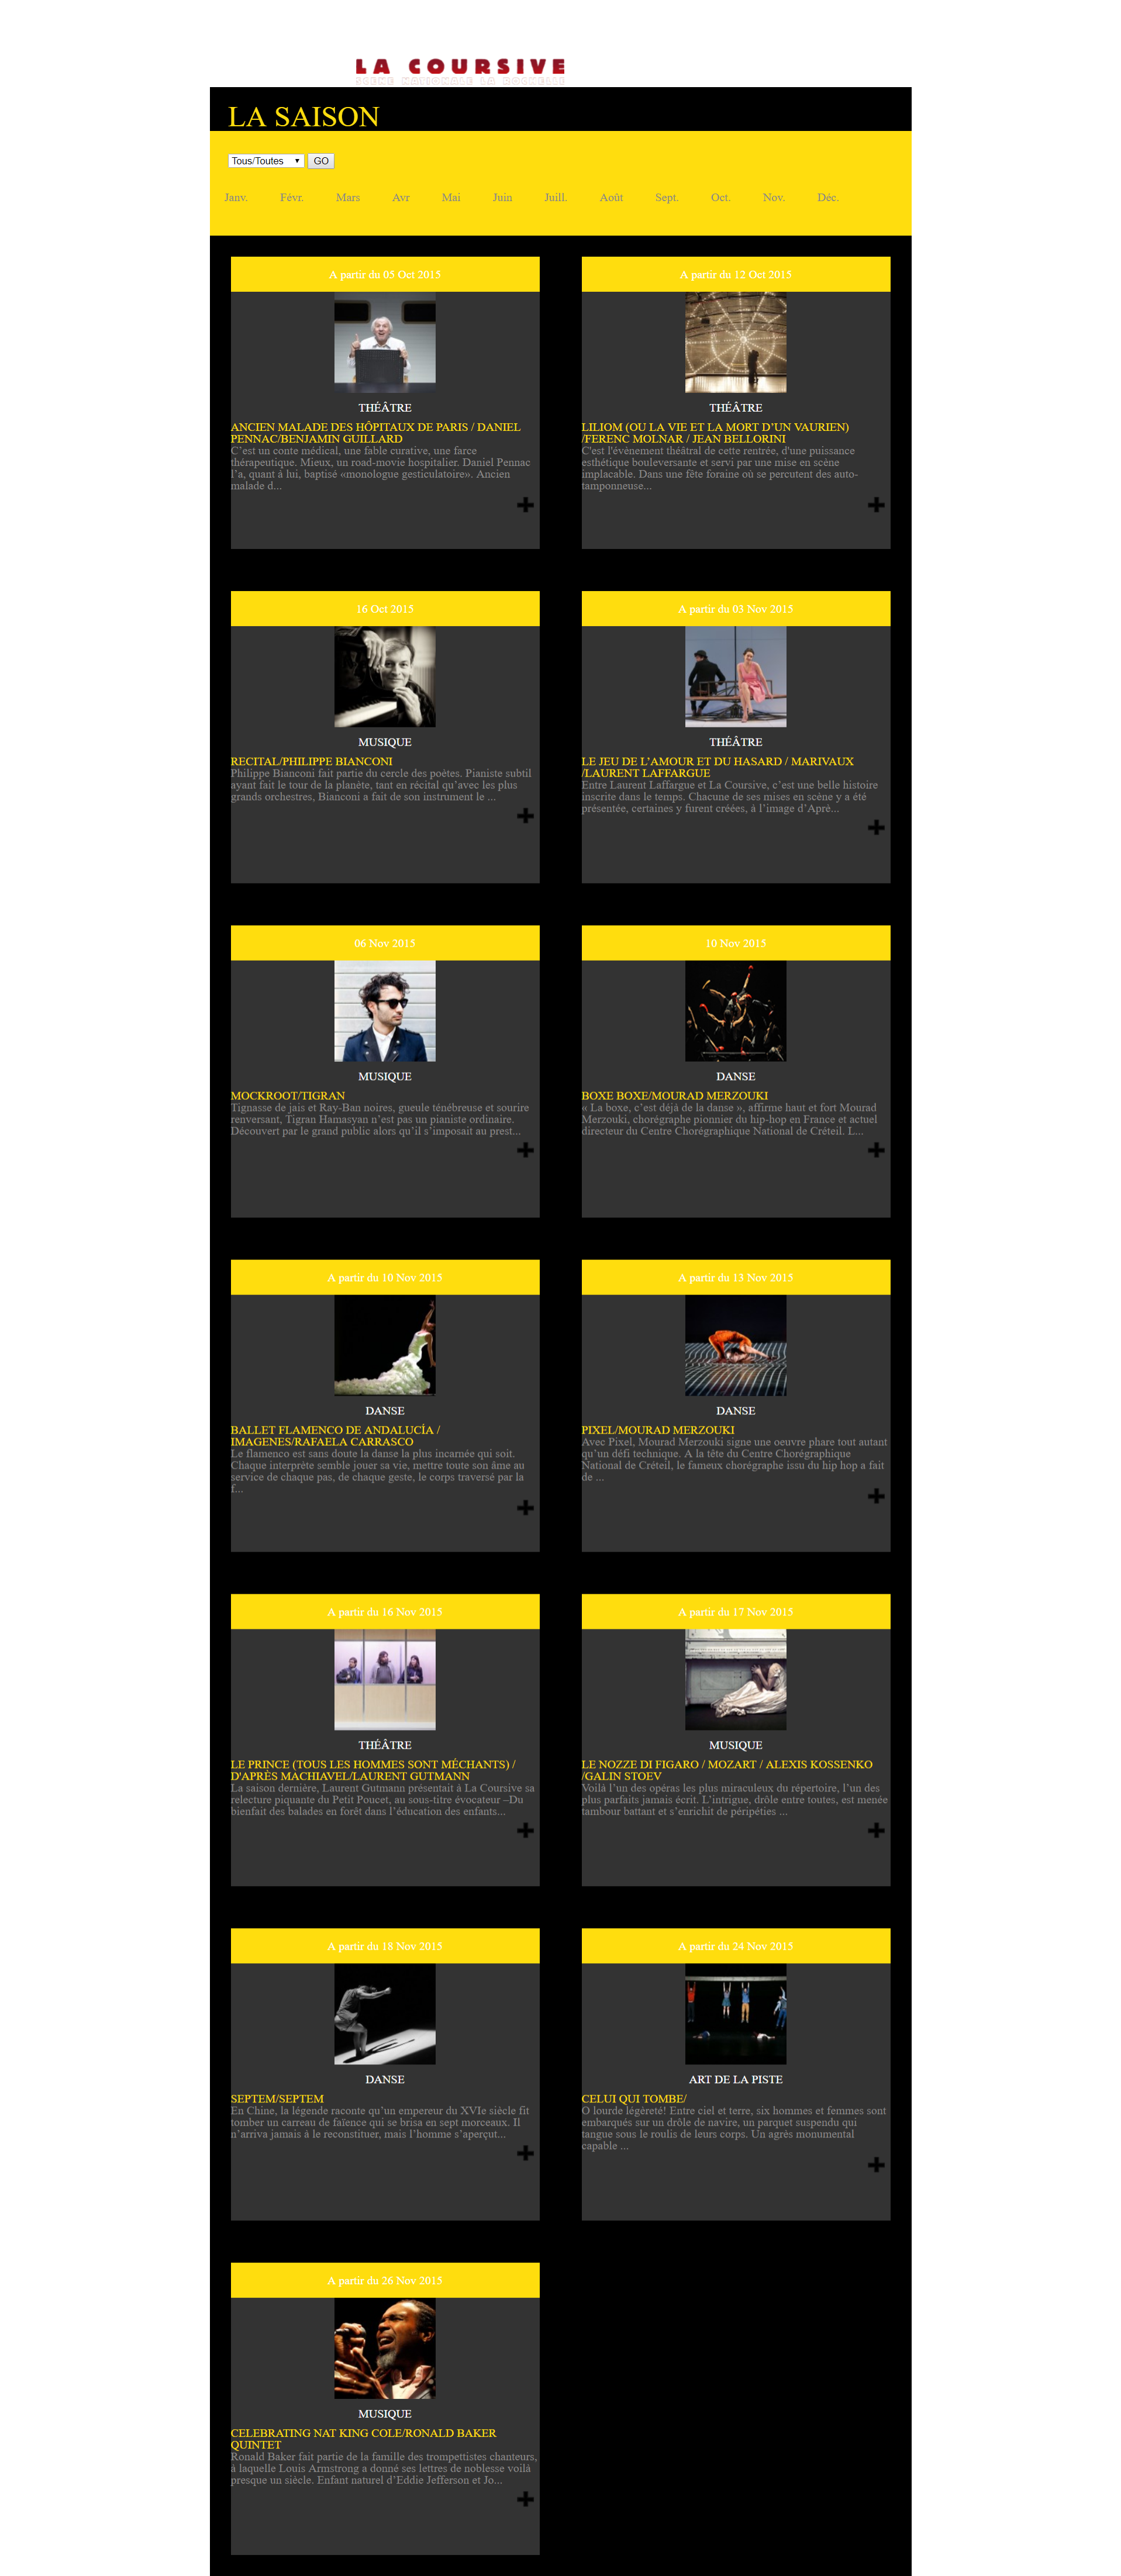 LA COURSIVE
SCÈNE NATIONALE LA ROCHELLE
LA SAISON
Tous/Toutes GO
Janv. Févr. Mars Avr Mai Juin Juill. Août Sept. Oct. Nov. Déc.
A partir du 05 Oct 2015
THÉÂTRE
ANCIEN MALADE DES HÔPITAUX DE PARIS / DANIEL
PENNAC/BENJAMIN GUILLARD
C’est un conte médical, une fable curative, une farce
thérapeutique. Mieux, un road-movie hospitalier. Daniel Pennac
l’a, quant à lui, baptisé «monologue gesticulatoire». Ancien
malade d...
A partir du 12 Oct 2015
THÉÂTRE
LILIOM (OU LA VIE ET LA MORT D’UN VAURIEN)
/FERENC MOLNAR / JEAN BELLORINI
C'est l'évènement théâtral de cette rentrée, d'une puissance
esthétique bouleversante et servi par une mise en scène
implacable. Dans une fête foraine où se percutent des auto-
tamponneuse...
16 Oct 2015
MUSIQUE
RECITAL/PHILIPPE BIANCONI
Philippe Bianconi fait partie du cercle des poètes. Pianiste subtil
ayant fait le tour de la planète, tant en récital qu’avec les plus
grands orchestres, Bianconi a fait de son instrument le ...
A partir du 03 Nov 2015
THÉÂTRE
LE JEU DE L’AMOUR ET DU HASARD / MARIVAUX
/LAURENT LAFFARGUE
Entre Laurent Laffargue et La Coursive, c’est une belle histoire
inscrite dans le temps. Chacune de ses mises en scène y a été
présentée, certaines y furent créées, à l’image d’Aprè...
06 Nov 2015
MUSIQUE
MOCKROOT/TIGRAN
Tignasse de jais et Ray-Ban noires, gueule ténébreuse et sourire
renversant, Tigran Hamasyan n’est pas un pianiste ordinaire.
Découvert par le grand public alors qu’il s’imposait au prest...
10 Nov 2015
DANSE
BOXE BOXE/MOURAD MERZOUKI
« La boxe, c’est déjà de la danse », affirme haut et fort Mourad
Merzouki, chorégraphe pionnier du hip-hop en France et actuel
directeur du Centre Chorégraphique National de Créteil. L...
A partir du 10 Nov 2015
DANSE
BALLET FLAMENCO DE ANDALUCÍA /
IMAGENES/RAFAELA CARRASCO
Le flamenco est sans doute la danse la plus incarnée qui soit.
Chaque interprète semble jouer sa vie, mettre toute son âme au
service de chaque pas, de chaque geste, le corps traversé par la
f...
A partir du 13 Nov 2015
DANSE
PIXEL/MOURAD MERZOUKI
Avec Pixel, Mourad Merzouki signe une oeuvre phare tout autant
qu’un défi technique. A la tête du Centre Chorégraphique
National de Créteil, le fameux chorégraphe issu du hip hop a fait
de ...
A partir du 16 Nov 2015
THÉÂTRE
LE PRINCE (TOUS LES HOMMES SONT MÉCHANTS) /
D'APRÈS MACHIAVEL/LAURENT GUTMANN
La saison dernière, Laurent Gutmann présentait à La Coursive sa
relecture piquante du Petit Poucet, au sous-titre évocateur –Du
bienfait des balades en forêt dans l’éducation des enfants...
A partir du 17 Nov 2015
MUSIQUE
LE NOZZE DI FIGARO / MOZART / ALEXIS KOSSENKO
/GALIN STOEV
Voilà l’un des opéras les plus miraculeux du répertoire, l’un des
plus parfaits jamais écrit. L’intrigue, drôle entre toutes, est menée
tambour battant et s’enrichit de péripéties ...
A partir du 18 Nov 2015
DANSE
SEPTEM/SEPTEM
En Chine, la légende raconte qu’un empereur du XVIe siècle fit
tomber un carreau de faïence qui se brisa en sept morceaux. Il
n’arriva jamais à le reconstituer, mais l’homme s’aperçut...
A partir du 24 Nov 2015
ART DE LA PISTE
CELUI QUI TOMBE/
O lourde légèreté! Entre ciel et terre, six hommes et femmes sont
embarqués sur un drôle de navire, un parquet suspendu qui
tangue sous le roulis de leurs corps. Un agrès monumental
capable ...
A partir du 26 Nov 2015
MUSIQUE
CELEBRATING NAT KING COLE/RONALD BAKER
QUINTET
Ronald Baker fait partie de la famille des trompettistes chanteurs,
à laquelle Louis Armstrong a donné ses lettres de noblesse voilà
presque un siècle. Enfant naturel d’Eddie Jefferson et Jo...